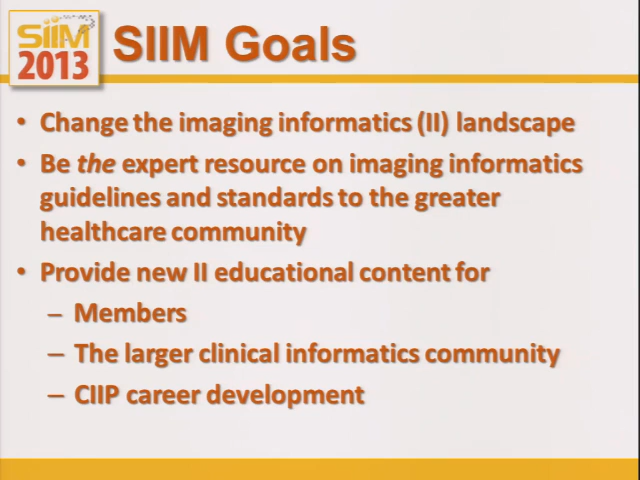 SiiM
2013
SIIM Goals
• Change the imaging informatics (II) landscape
• Be the expert resource on imaging informatics
guidelines and standards to the greater
healthcare community
• Provide new II educational content for
– Members
– The larger clinical informatics community
– CIIP career development